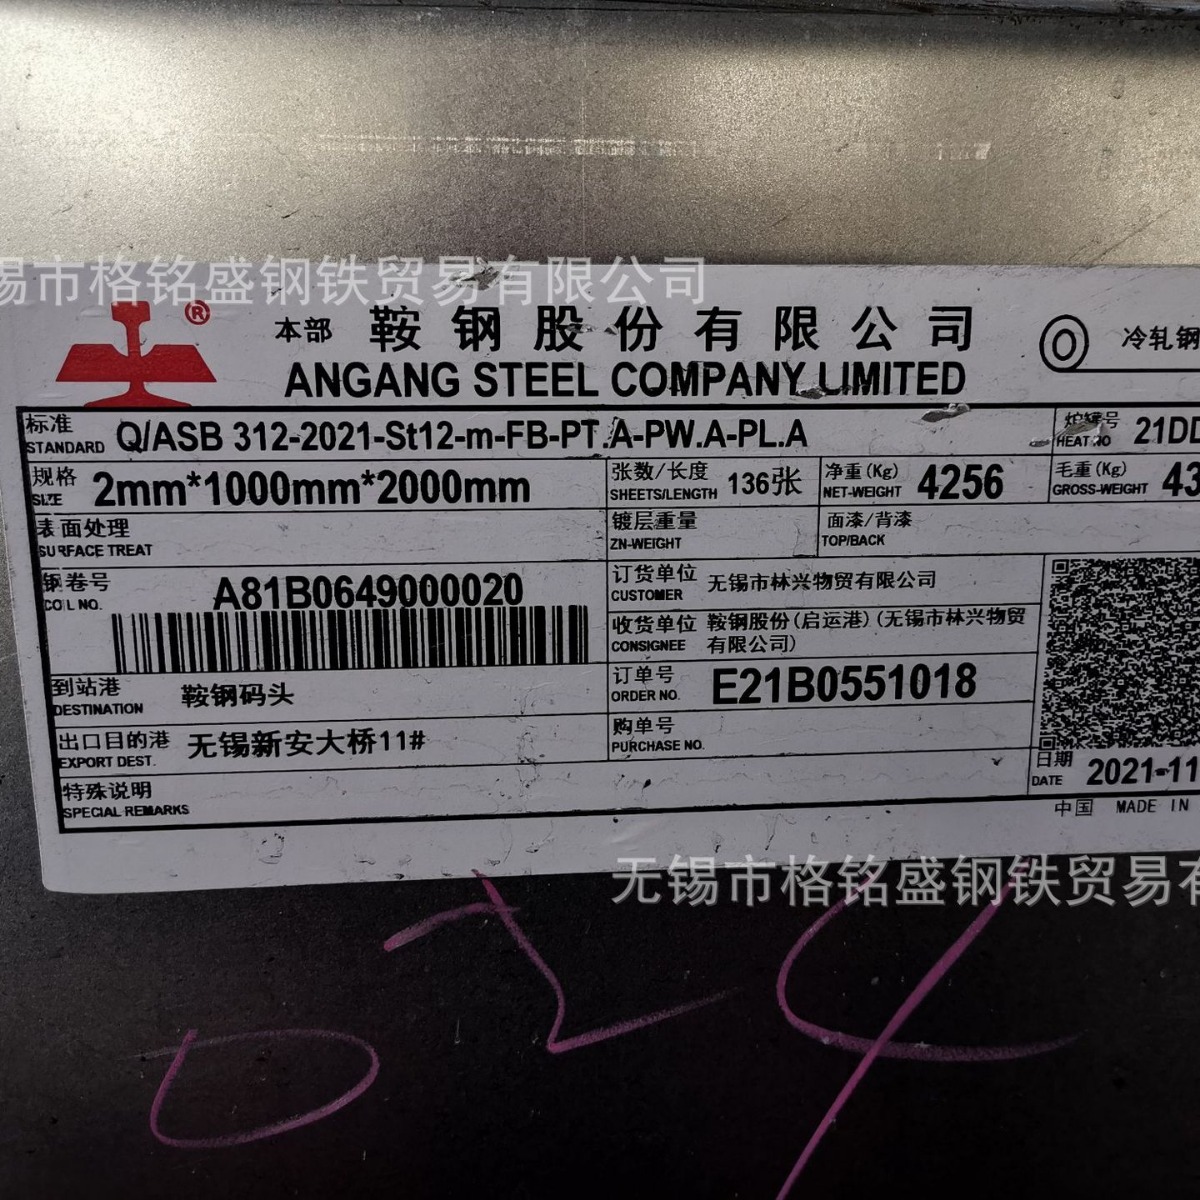 锡市格铭盛钢铁贸易有限公司
®
本部 鞍钢股份有限公司
冷轧钢
ANGANG STEEL COMPANY LIMITED
标准
STANDARD Q/ASB 312-2021-St12-m-FB-PT.A-PW.A-PL.A
炉罐号
HEAT NO 21DD
规格
SIZE 2mm*1000mm*2000mm
张数/长度
SHEETS/LENGTH 136张
净重(Kg)
NET-WEIGHT 4256
毛重(Kg)
GROSS-WEIGHT 43
表面处理
SURFACE TREAT
镀层重量
ZN-WEIGHT
面漆/背漆
TOP/BACK
钢卷号
COIL NO. A81B0649000020
订货单位
CUSTOMER 无锡市林兴物贸有限公司
收货单位
CONSIGNEE 鞍钢股份(启运港)(无锡市林兴物贸
有限公司)
到站港
DESTINATION 鞍钢码头
订单号
ORDER NO. E21B0551018
出口目的港
EXPORT DEST. 无锡新安大桥11#
购单号
PURCHASE NO.
日期
DATE 2021-11
特殊说明
SPECIAL REMARKS
中国 MADE IN
无锡市格铭盛钢铁贸易有
024